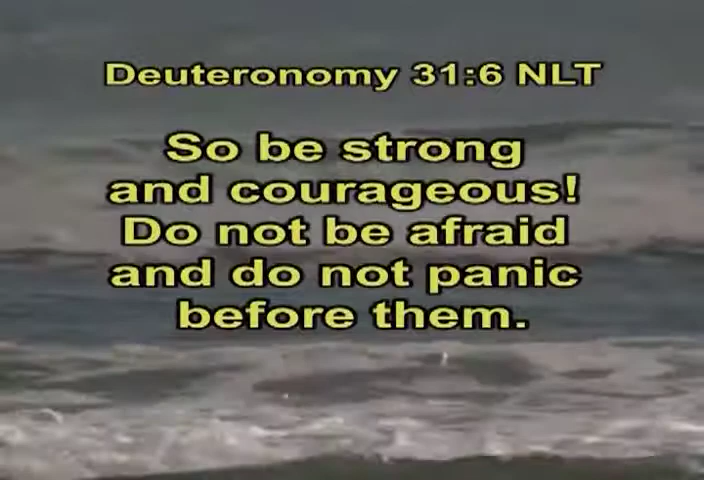 Deuteronomy 31:6 NLT
So be strong
and courageous!
Do not be afraid
and do not panic
before them.